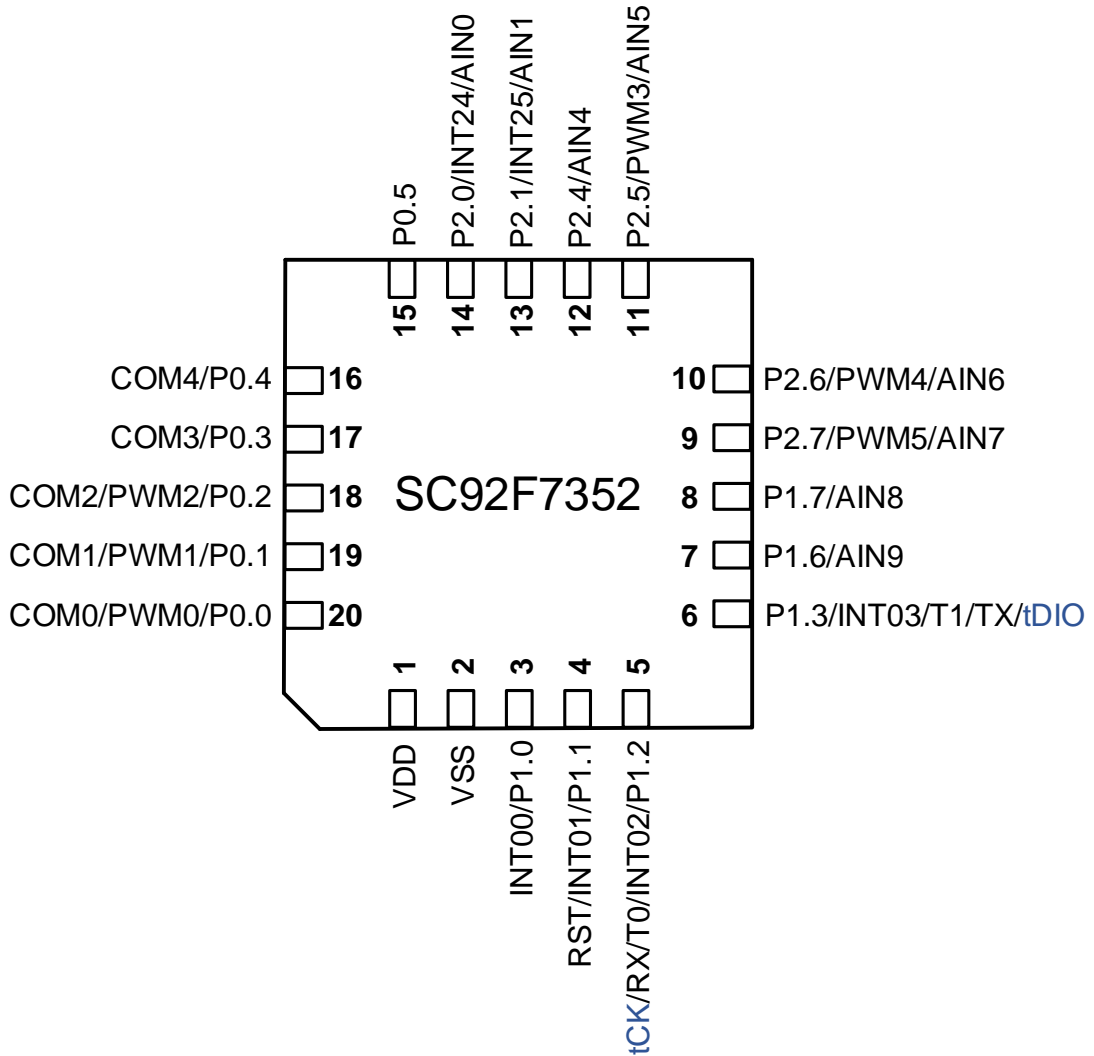 P0.5
P2.0/INT24/AIN0
P2.1/INT25/AIN1
P2.4/AIN4
P2.5/PWM3/AIN5
15
14
13
12
11
COM4/P0.4
16
10
P2.6/PWM4/AIN6
COM3/P0.3
17
9
P2.7/PWM5/AIN7
COM2/PWM2/P0.2
18
SC92F7352
8
P1.7/AIN8
COM1/PWM1/P0.1
19
7
P1.6/AIN9
COM0/PWM0/P0.0
20
6
P1.3/INT03/T1/TX/tDIO
1
2
3
4
5
VDD
VSS
INT00/P1.0
RST/INT01/P1.1
tCK/RX/T0/INT02/P1.2